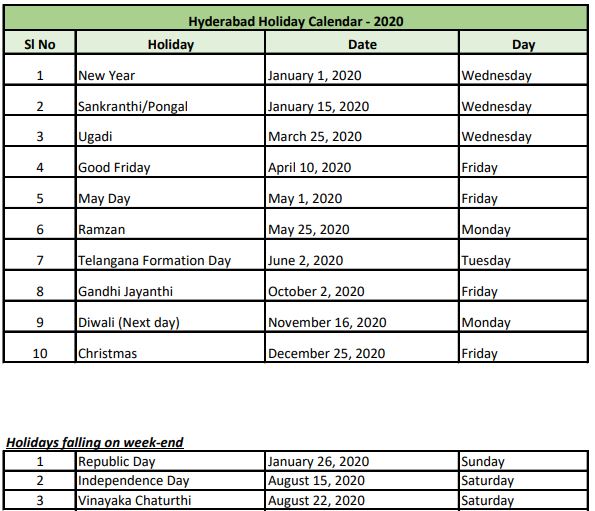 Hyderabad Holiday Calendar - 2020
Sl No Holiday Date Day
1 New Year January 1, 2020 Wednesday
2 Sankranthi/Pongal January 15, 2020 Wednesday
3 Ugadi March 25, 2020 Wednesday
4 Good Friday April 10, 2020 Friday
5 May Day May 1, 2020 Friday
6 Ramzan May 25, 2020 Monday
7 Telangana Formation Day June 2, 2020 Tuesday
8 Gandhi Jayanthi October 2, 2020 Friday
9 Diwali (Next day) November 16, 2020 Monday
10 Christmas December 25, 2020 Friday
Holidays falling on week-end
1 Republic Day January 26, 2020 Sunday
2 Independence Day August 15, 2020 Saturday
3 Vinayaka Chaturthi August 22, 2020 Saturday